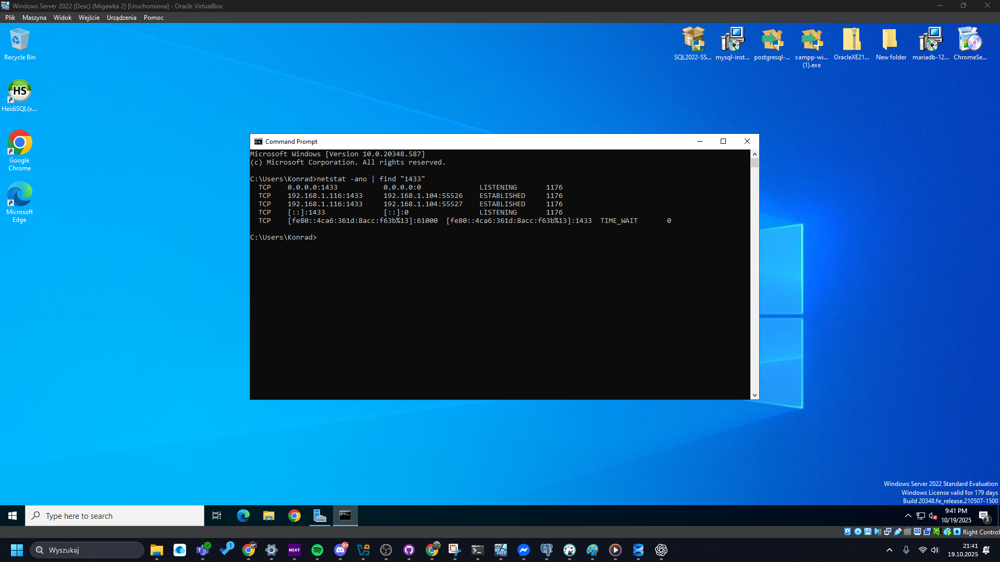 Windows Server 2022 (Desc) (Migawka 2) [Uruchomiona] - Oracle VirtualBox
Plik Maszyna Widok Wejście Urządzenia Pomoc
Recycle Bin
HeidiSQL(x...
Google
Chrome
Microsoft
Edge
SQL2022-SS... mysql-inst... postgresql-... xampp-wi... OracleXE21... New folder mariadb-12... ChromeSe...
(1).exe
Command Prompt
Microsoft Windows [Version 10.0.20348.587]
(c) Microsoft Corporation. All rights reserved.
C:\Users\Konrad>netstat -ano | find "1433"
TCP 0.0.0.0:1433 0.0.0.0:0 LISTENING 1176
TCP 192.168.1.116:1433 192.168.1.104:55526 ESTABLISHED 1176
TCP 192.168.1.116:1433 192.168.1.104:55527 ESTABLISHED 1176
TCP [::]:1433 [::]:0 LISTENING 1176
TCP [fe80::4ca6:361d:8acc:f63b%13]:61000 [fe80::4ca6:361d:8acc:f63b%13]:1433 TIME_WAIT 0
C:\Users\Konrad>
Windows Server 2022 Standard Evaluation
Windows License valid for 179 days
Build 20348.fe_release.210507-1500
Type here to search
9:41 PM
10/19/2025
3
Right Control
Wyszukaj
1
RP
NZXT
9+
2022
21:41
19.10.2025